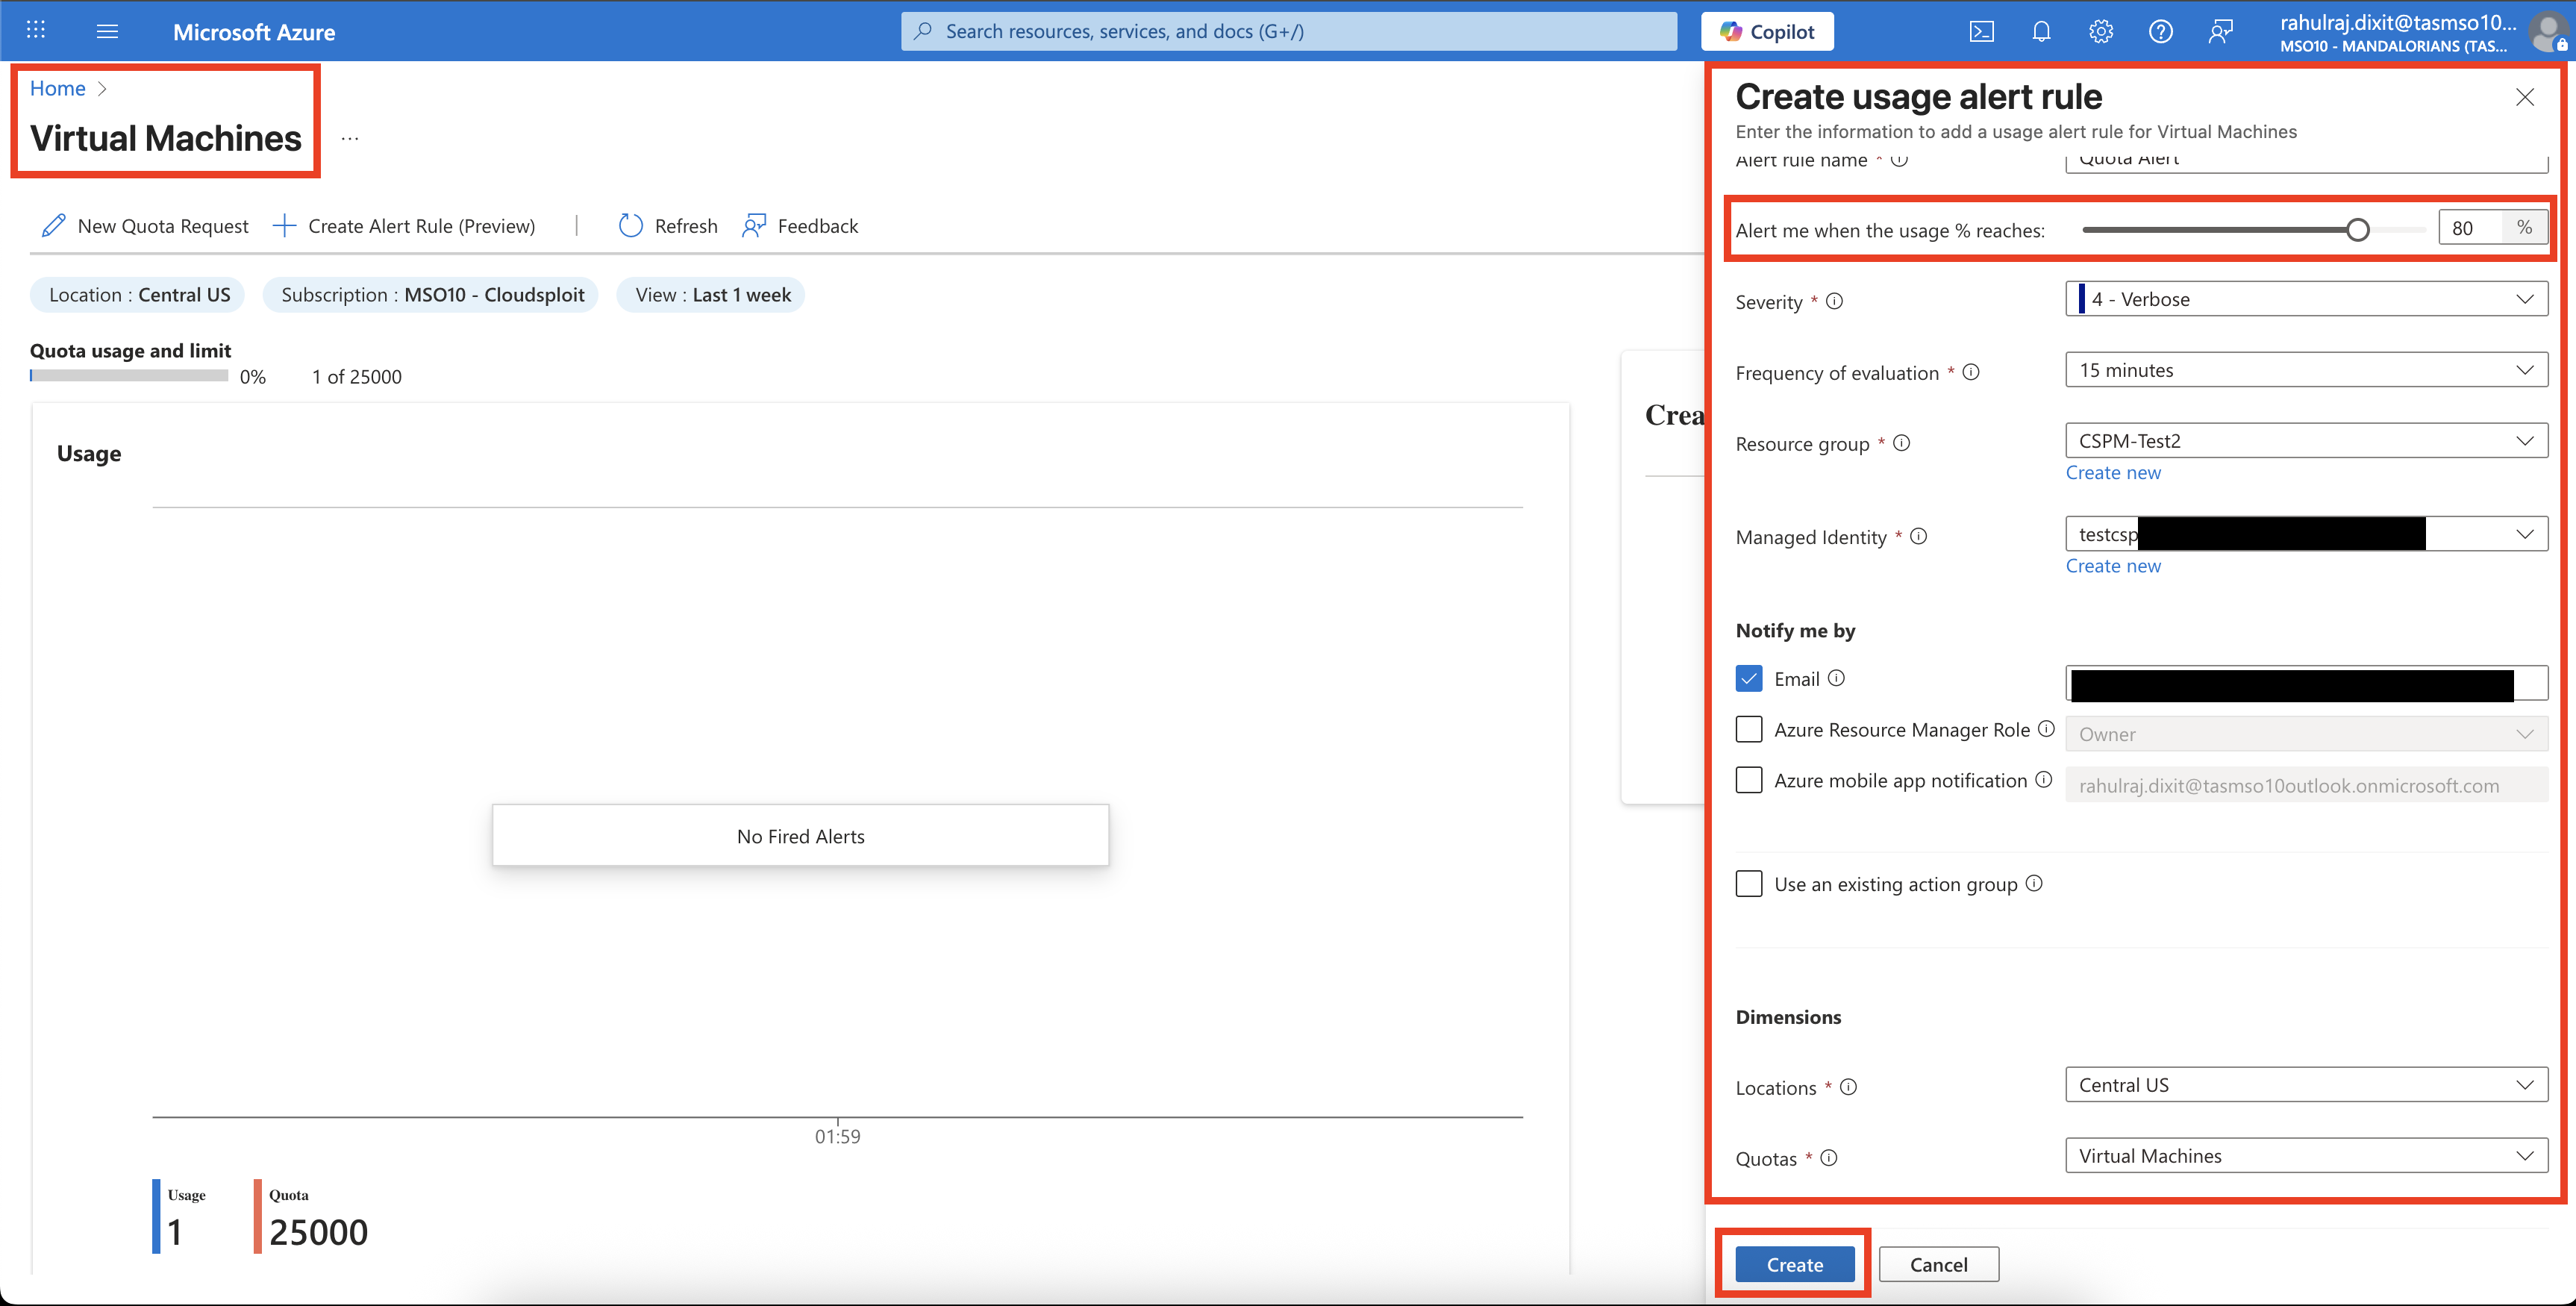 Microsoft Azure
Search resources, services, and docs (G+/)
Copilot
rahulraj.dixit@tasmso10...
MSO10 - MANDALORIANS (TAS...
Home
Virtual Machines
...
New Quota Request
Create Alert Rule (Preview)
Refresh
Feedback
Location : Central US
Subscription : MSO10 - Cloudsploit
View : Last 1 week
Quota usage and limit
0%
1 of 25000
Usage
No Fired Alerts
01:59
Usage
1
Quota
25000
Crea
Create usage alert rule
Enter the information to add a usage alert rule for Virtual Machines
Alert rule name *
Quota Alert
Alert me when the usage % reaches:
80 %
Severity *
4 - Verbose
Frequency of evaluation *
15 minutes
Resource group *
CSPM-Test2
Create new
Managed Identity *
testcsp
Create new
Notify me by
Email
Azure Resource Manager Role
Owner
Azure mobile app notification
rahulraj.dixit@tasmso10outlook.onmicrosoft.com
Use an existing action group
Dimensions
Locations *
Central US
Quotas *
Virtual Machines
Create
Cancel